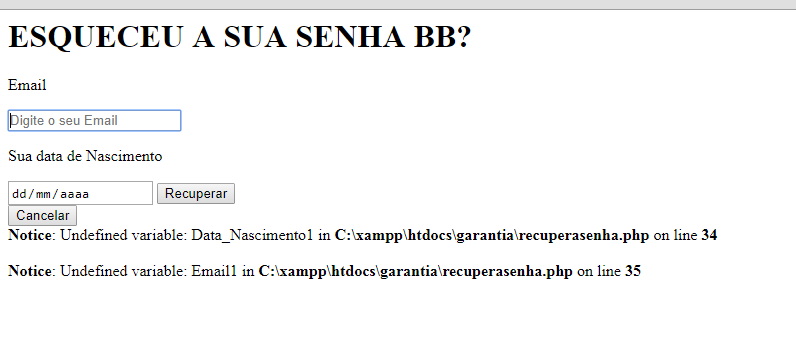 ESQUECEU A SUA SENHA BB?
Email
Digite o seu Email
Sua data de Nascimento
dd/mm/aaaa Recuperar
Cancelar
Notice: Undefined variable: Data_Nascimento1 in C:\xampp\htdocs\garantia\recuperasenha.php on line 34
Notice: Undefined variable: Email1 in C:\xampp\htdocs\garantia\recuperasenha.php on line 35